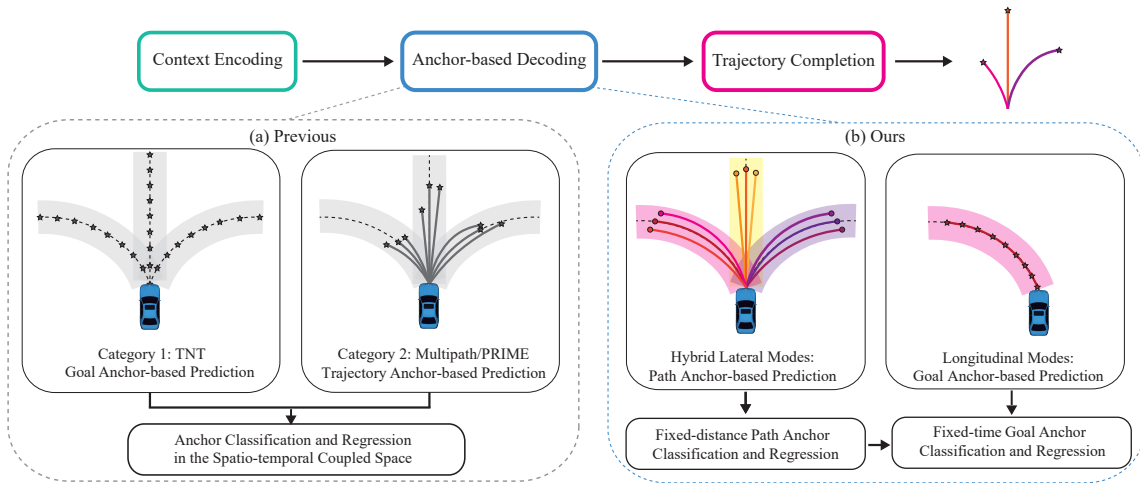 Context Encoding
Anchor-based Decoding
Trajectory Completion
(a) Previous
Category 1: TNT
Goal Anchor-based Prediction
Category 2: Multipath/PRIME
Trajectory Anchor-based Prediction
Anchor Classification and Regression
in the Spatio-temporal Coupled Space
(b) Ours
Hybrid Lateral Modes:
Path Anchor-based Prediction
Longitudinal Modes:
Goal Anchor-based Prediction
Fixed-distance Path Anchor
Classification and Regression
Fixed-time Goal Anchor
Classification and Regression